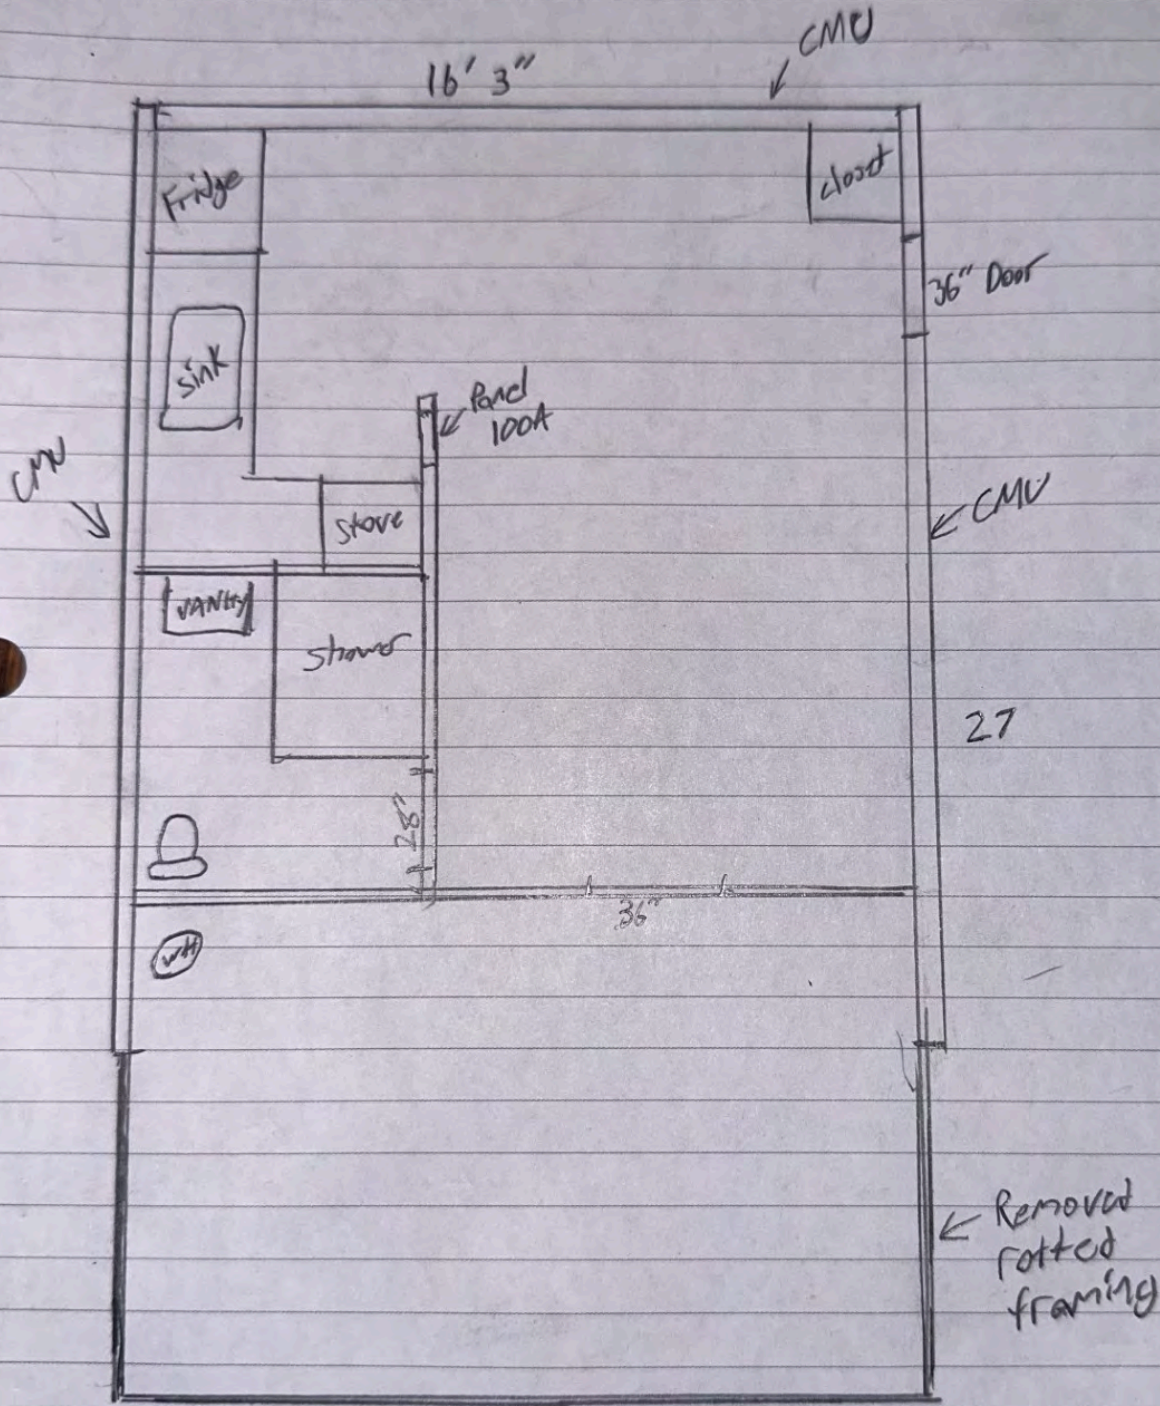 CMU
16' 3"
Fridge
closet
36" Door
sink
Panel
100A
CMU
CMU
stove
VANity
shower
27
28"
36"
WH
Removed
rotted
framing